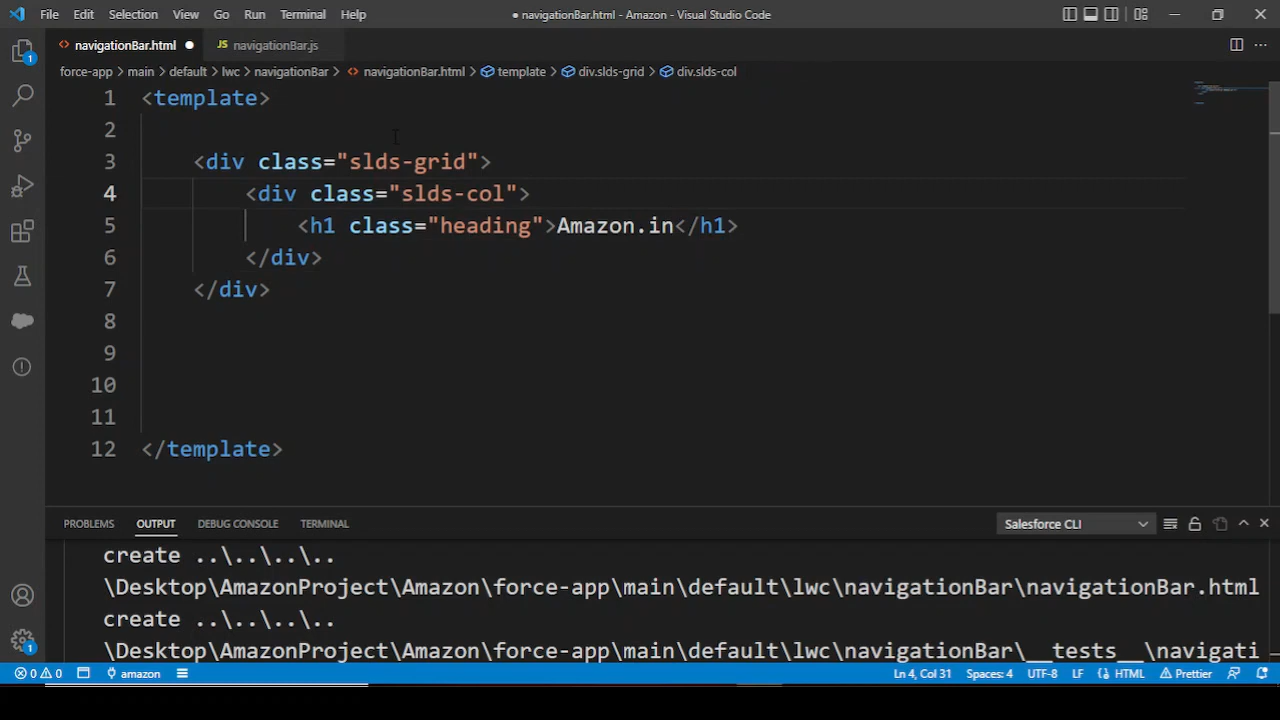 File Edit Selection View Go Run Terminal Help ● navigationBar.html - Amazon - Visual Studio Code
navigationBar.html ● JS navigationBar.js
force-app > main > default > lwc > navigationBar > navigationBar.html > template > div.slds-grid > div.slds-col
1 <template>
2
3 <div class="slds-grid">
4 <div class="slds-col">
5 <h1 class="heading">Amazon.in</h1>
6 </div>
7 </div>
8
9
10
11
12 </template>
PROBLEMS OUTPUT DEBUG CONSOLE TERMINAL Salesforce CLI
create ..\..\..\..
\Desktop\AmazonProject\Amazon\force-app\main\default\lwc\navigationBar\navigationBar.html
create ..\..\..\..
\Desktop\AmazonProject\Amazon\force-app\main\default\lwc\navigationBar\__tests__\navigati
1
1
0 0 amazon Ln 4, Col 31 Spaces: 4 UTF-8 LF HTML Prettier